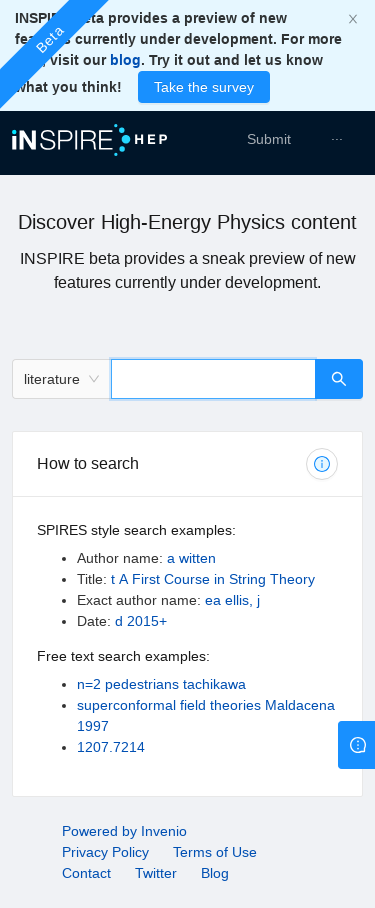 INSPIRE beta provides a preview of new
features currently under development. For more
visit our blog. Try it out and let us know
what you think! Take the survey
Beta
iNSPIRE HEP
Submit ···
Discover High-Energy Physics content
INSPIRE beta provides a sneak preview of new
features currently under development.
literature
How to search
SPIRES style search examples:
• Author name: a witten
• Title: t A First Course in String Theory
• Exact author name: ea ellis, j
• Date: d 2015+
Free text search examples:
• n=2 pedestrians tachikawa
• superconformal field theories Maldacena
1997
• 1207.7214
Powered by Invenio
Privacy Policy Terms of Use
Contact Twitter Blog